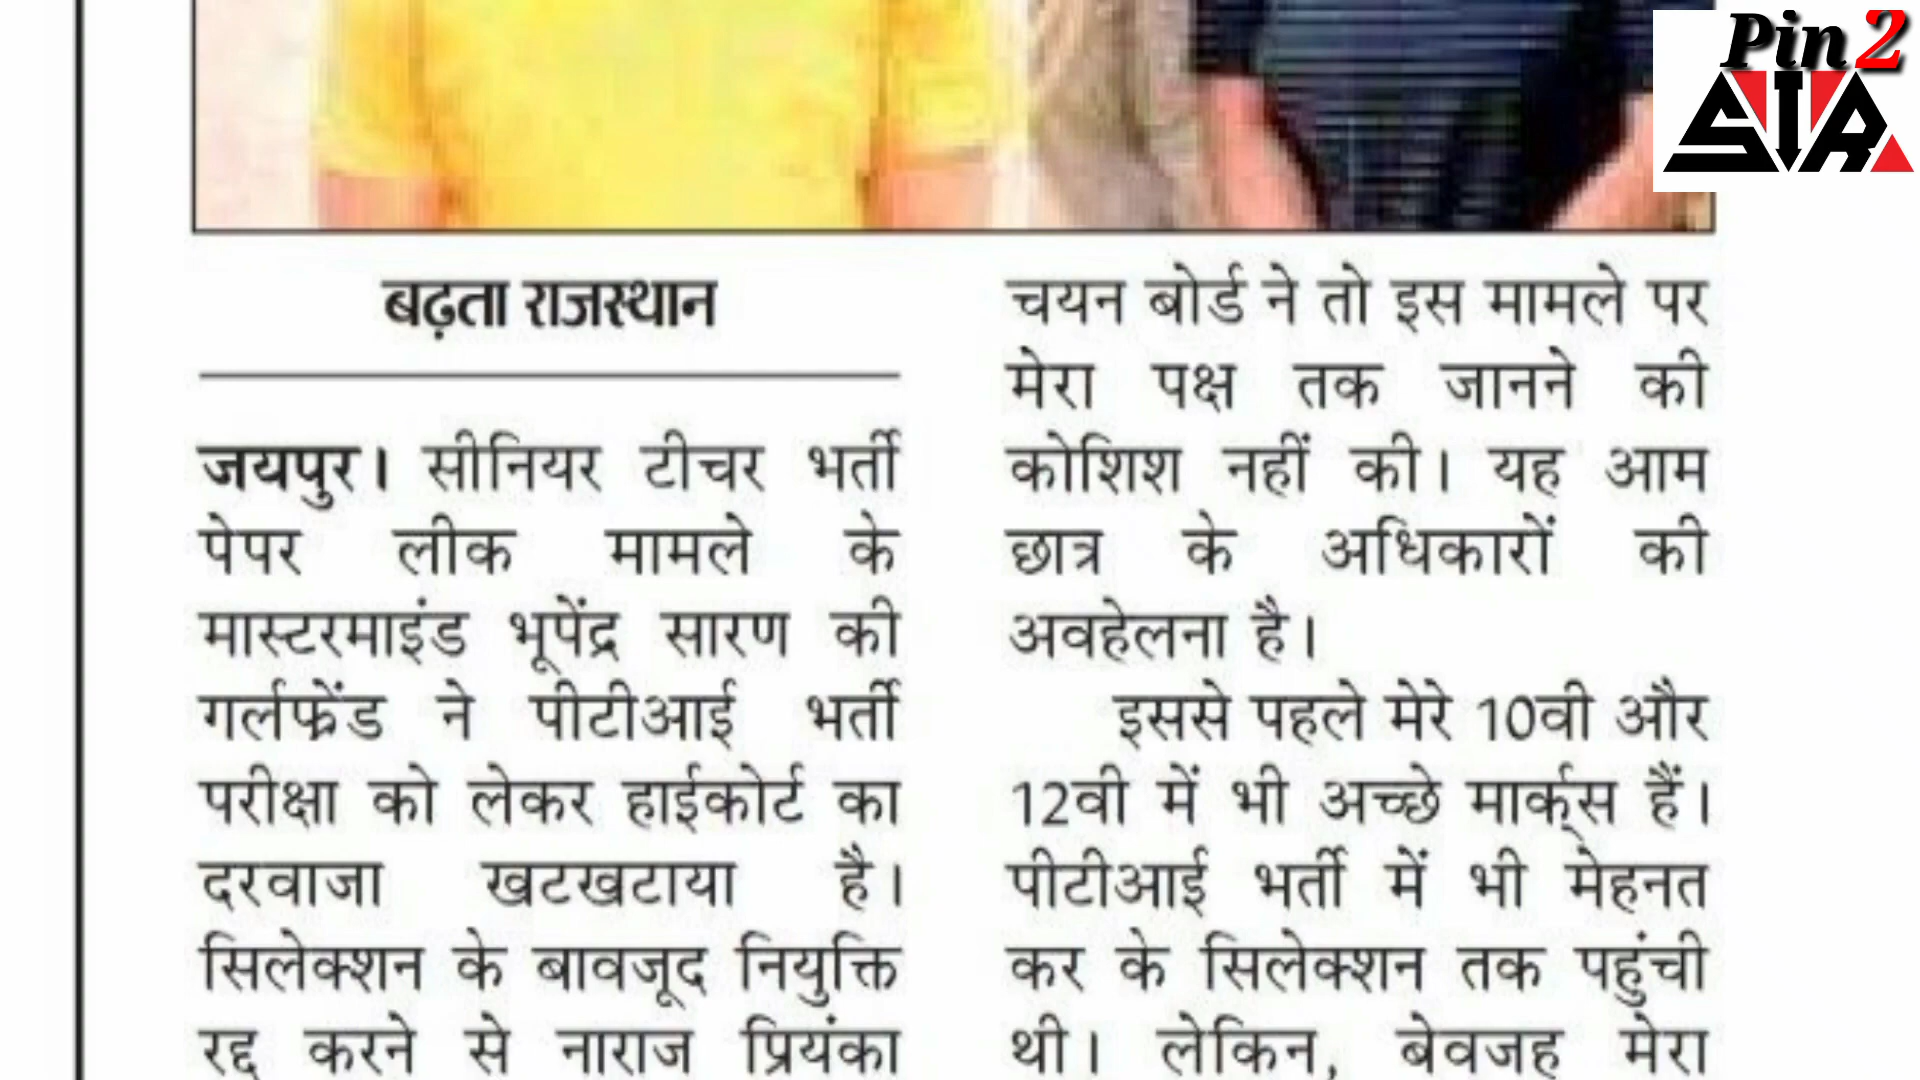 Pin2
SIR
बढ़ता राजस्थान
जयपुर। सीनियर टीचर भर्ती
पेपर लीक मामले के
मास्टरमाइंड भूपेंद्र सारण की
गर्लफ्रेंड ने पीटीआई भर्ती
परीक्षा को लेकर हाईकोर्ट का
दरवाजा खटखटाया है।
सिलेक्शन के बावजूद नियुक्ति
रद्द करने से नाराज प्रियंका
चयन बोर्ड ने तो इस मामले पर
मेरा पक्ष तक जानने की
कोशिश नहीं की। यह आम
छात्र के अधिकारों की
अवहेलना है।
इससे पहले मेरे 10वी और
12वी में भी अच्छे मार्क्स हैं।
पीटीआई भर्ती में भी मेहनत
कर के सिलेक्शन तक पहुंची
थी। लेकिन, बेवजह मेरा